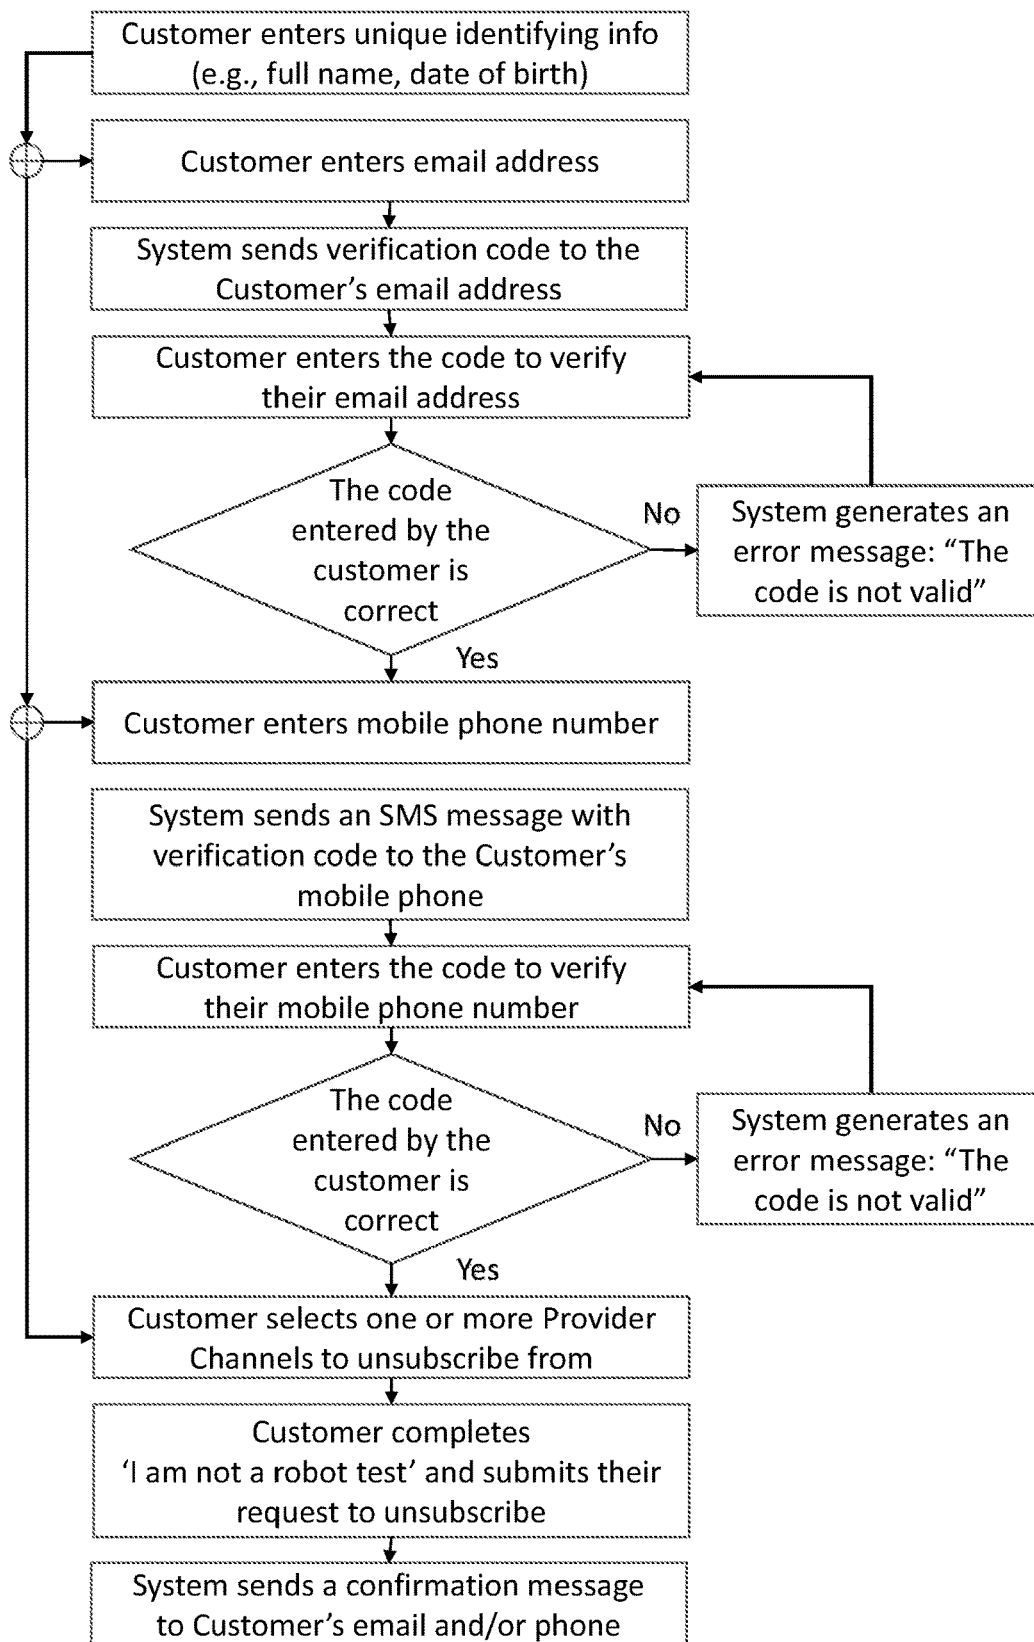 Customer enters unique identifying info
(e.g., full name, date of birth)
Customer enters email address
System sends verification code to the
Customer’s email address
Customer enters the code to verify
their email address
The code
entered by the
customer is
correct
No
System generates an
error message: “The
code is not valid”
Yes
Customer enters mobile phone number
System sends an SMS message with
verification code to the Customer’s
mobile phone
Customer enters the code to verify
their mobile phone number
The code
entered by the
customer is
correct
No
System generates an
error message: “The
code is not valid”
Yes
Customer selects one or more Provider
Channels to unsubscribe from
Customer completes
‘I am not a robot test’ and submits their
request to unsubscribe
System sends a confirmation message
to Customer’s email and/or phone